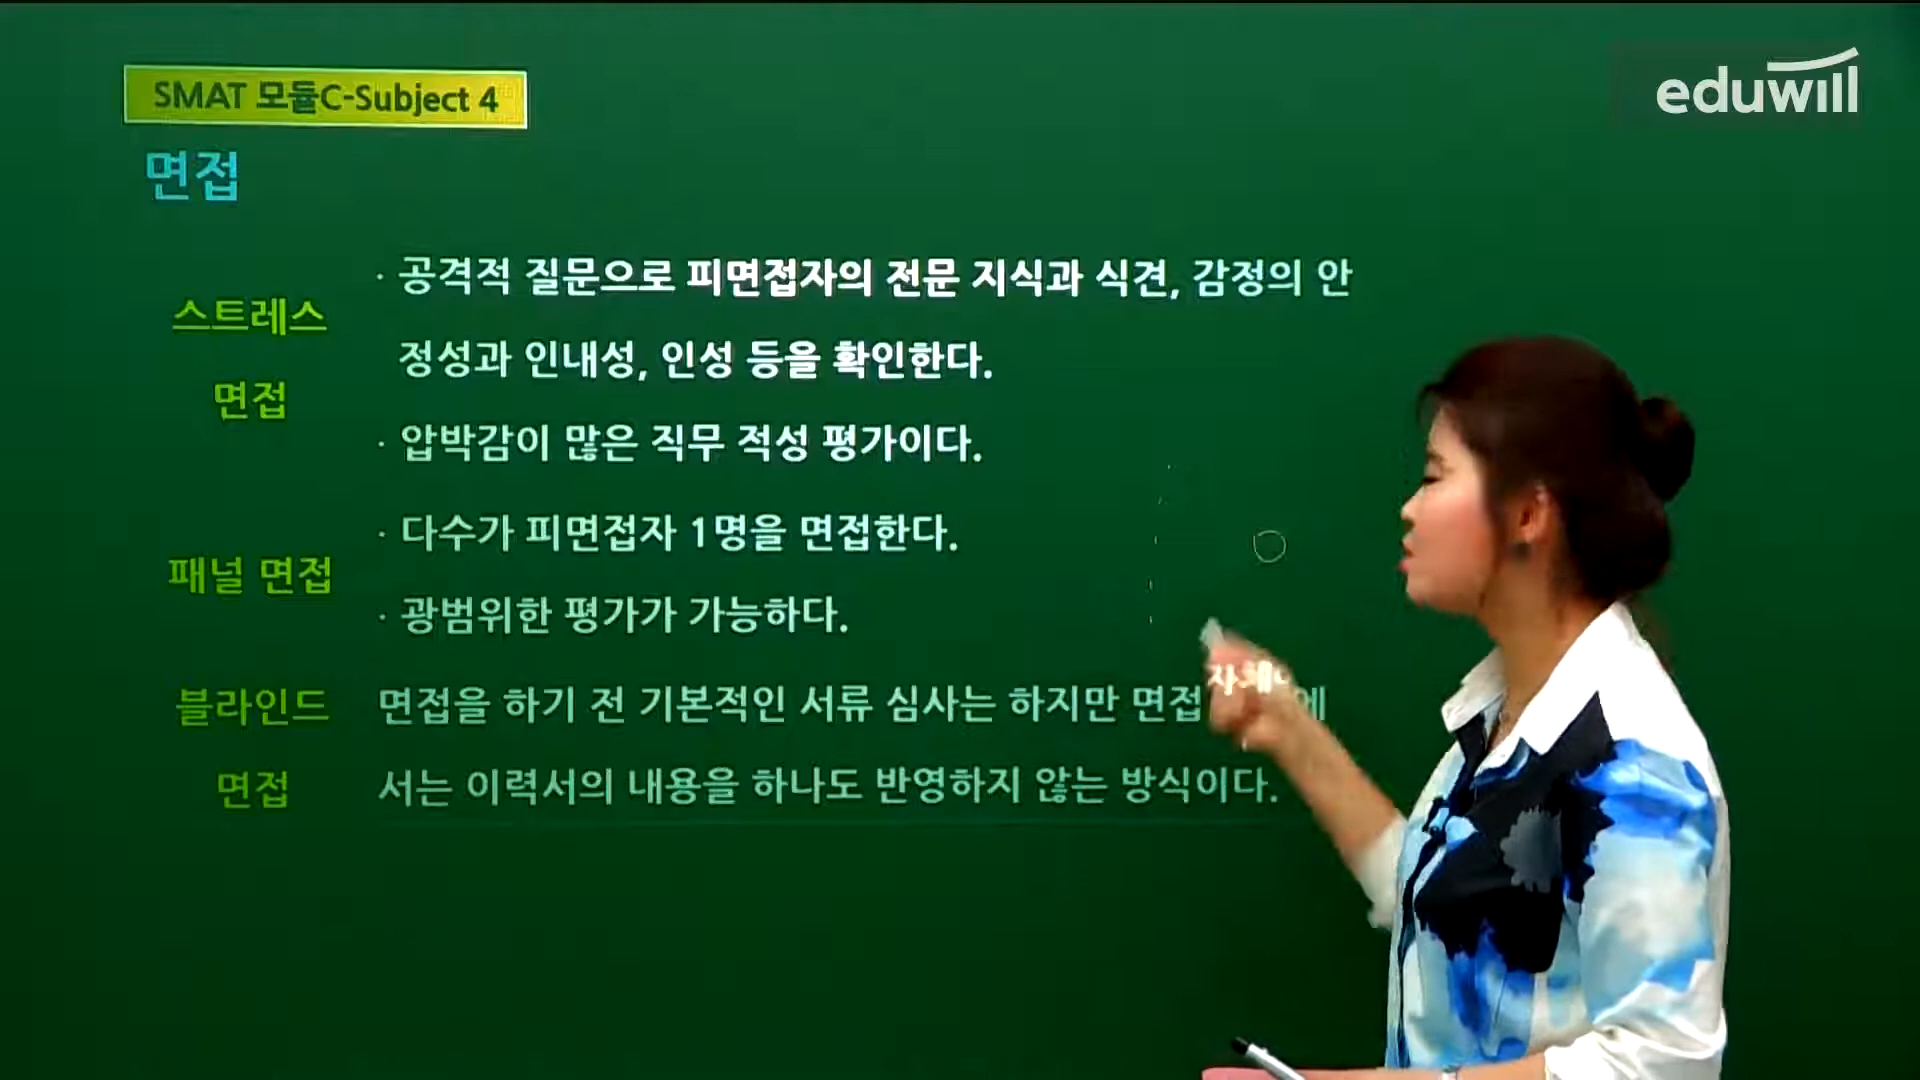 SMAT 모듈C-Subject 4
eduwill
면접
스트레스
면접
· 공격적 질문으로 피면접자의 전문 지식과 식견, 감정의 안
정성과 인내성, 인성 등을 확인한다.
· 압박감이 많은 직무 적성 평가이다.
패널 면접
· 다수가 피면접자 1명을 면접한다.
· 광범위한 평가가 가능하다.
블라인드
면접
면접을 하기 전 기본적인 서류 심사는 하지만 면접 자체에
서는 이력서의 내용을 하나도 반영하지 않는 방식이다.